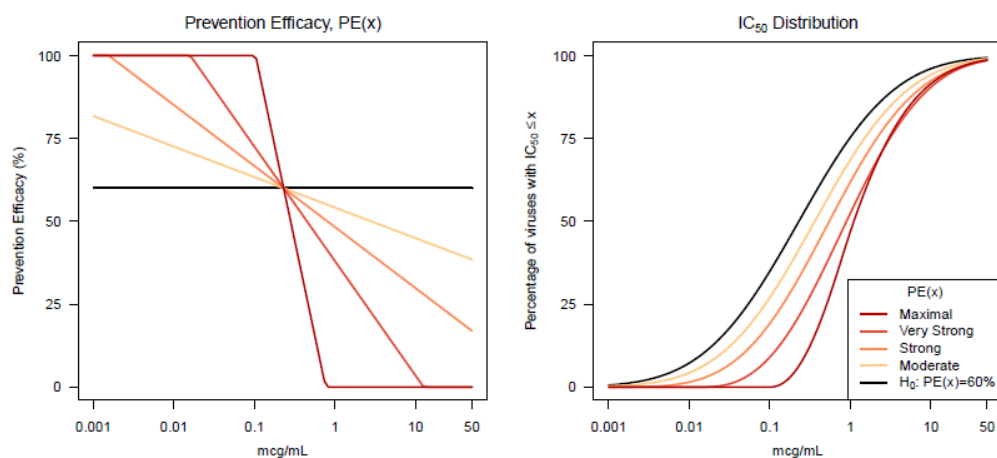 Prevention Efficacy, PE(x)
Prevention Efficacy (%)
100
75
50
25
0
0.001
0.01
0.1
1
10
50
mcg/mL
IC50 Distribution
Percentage of viruses with IC50 ≤ x
100
75
50
25
0
0.001
0.01
0.1
1
10
50
mcg/mL
PE(x)
Maximal
Very Strong
Strong
Moderate
H0: PE(x)=60%